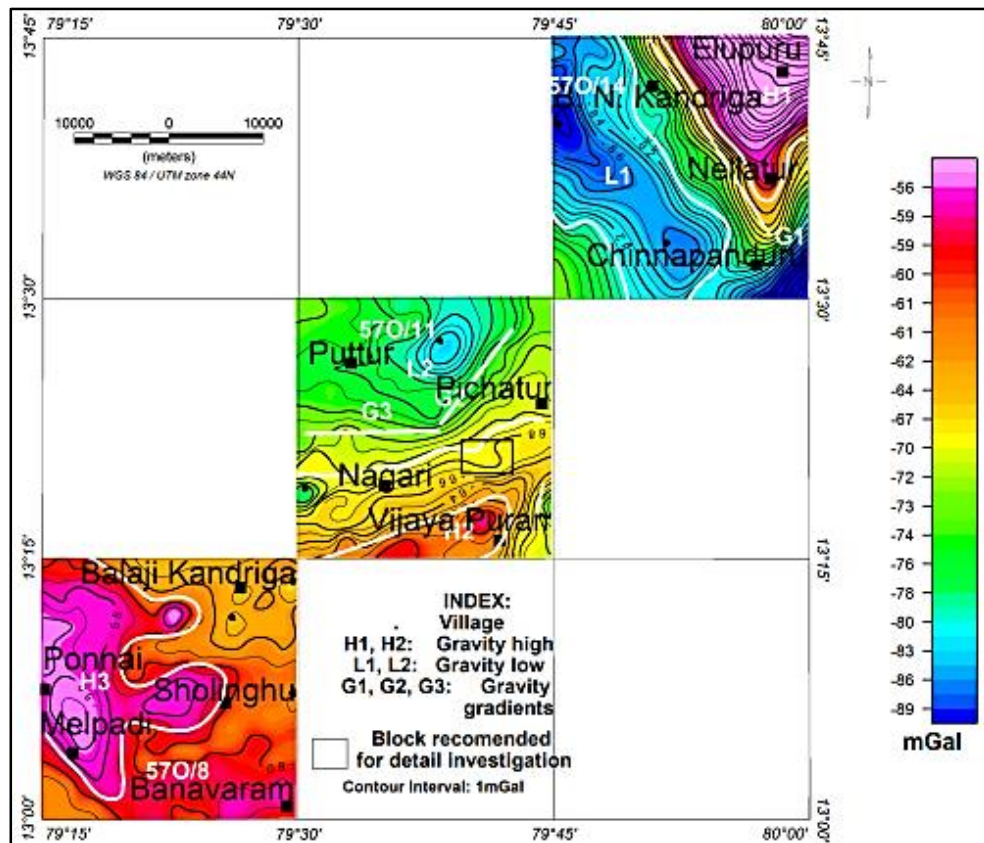 79°15' 79°30' 79°45' 80°00'
13°45'
13°45'
Elupuru
57O/14
H1
N. Kandriga
10000 0 10000
(meters)
WGS 84 / UTM zone 44N
Nellatur
L1
G1
Chinnapanduru
13°30'
13°30'
57O/11
Puttur
L2
Pichatur
G3
Nagari
Vijaya Puram
H2
13°15'
13°15'
Balaji Kandriga
Ponnai
H3
Sholinghu
Melpadi
57O/8
Banavaram
INDEX:
. Village
H1, H2: Gravity high
L1, L2: Gravity low
G1, G2, G3: Gravity
gradients
Block recomended
for detail investigation
Contour Interval: 1mGal
13°00'
13°00'
79°15' 79°30' 79°45' 80°00'
N
-56
-59
-59
-60
-61
-62
-64
-70
-73
-74
-76
-78
-80
-83
-86
-89
mGal